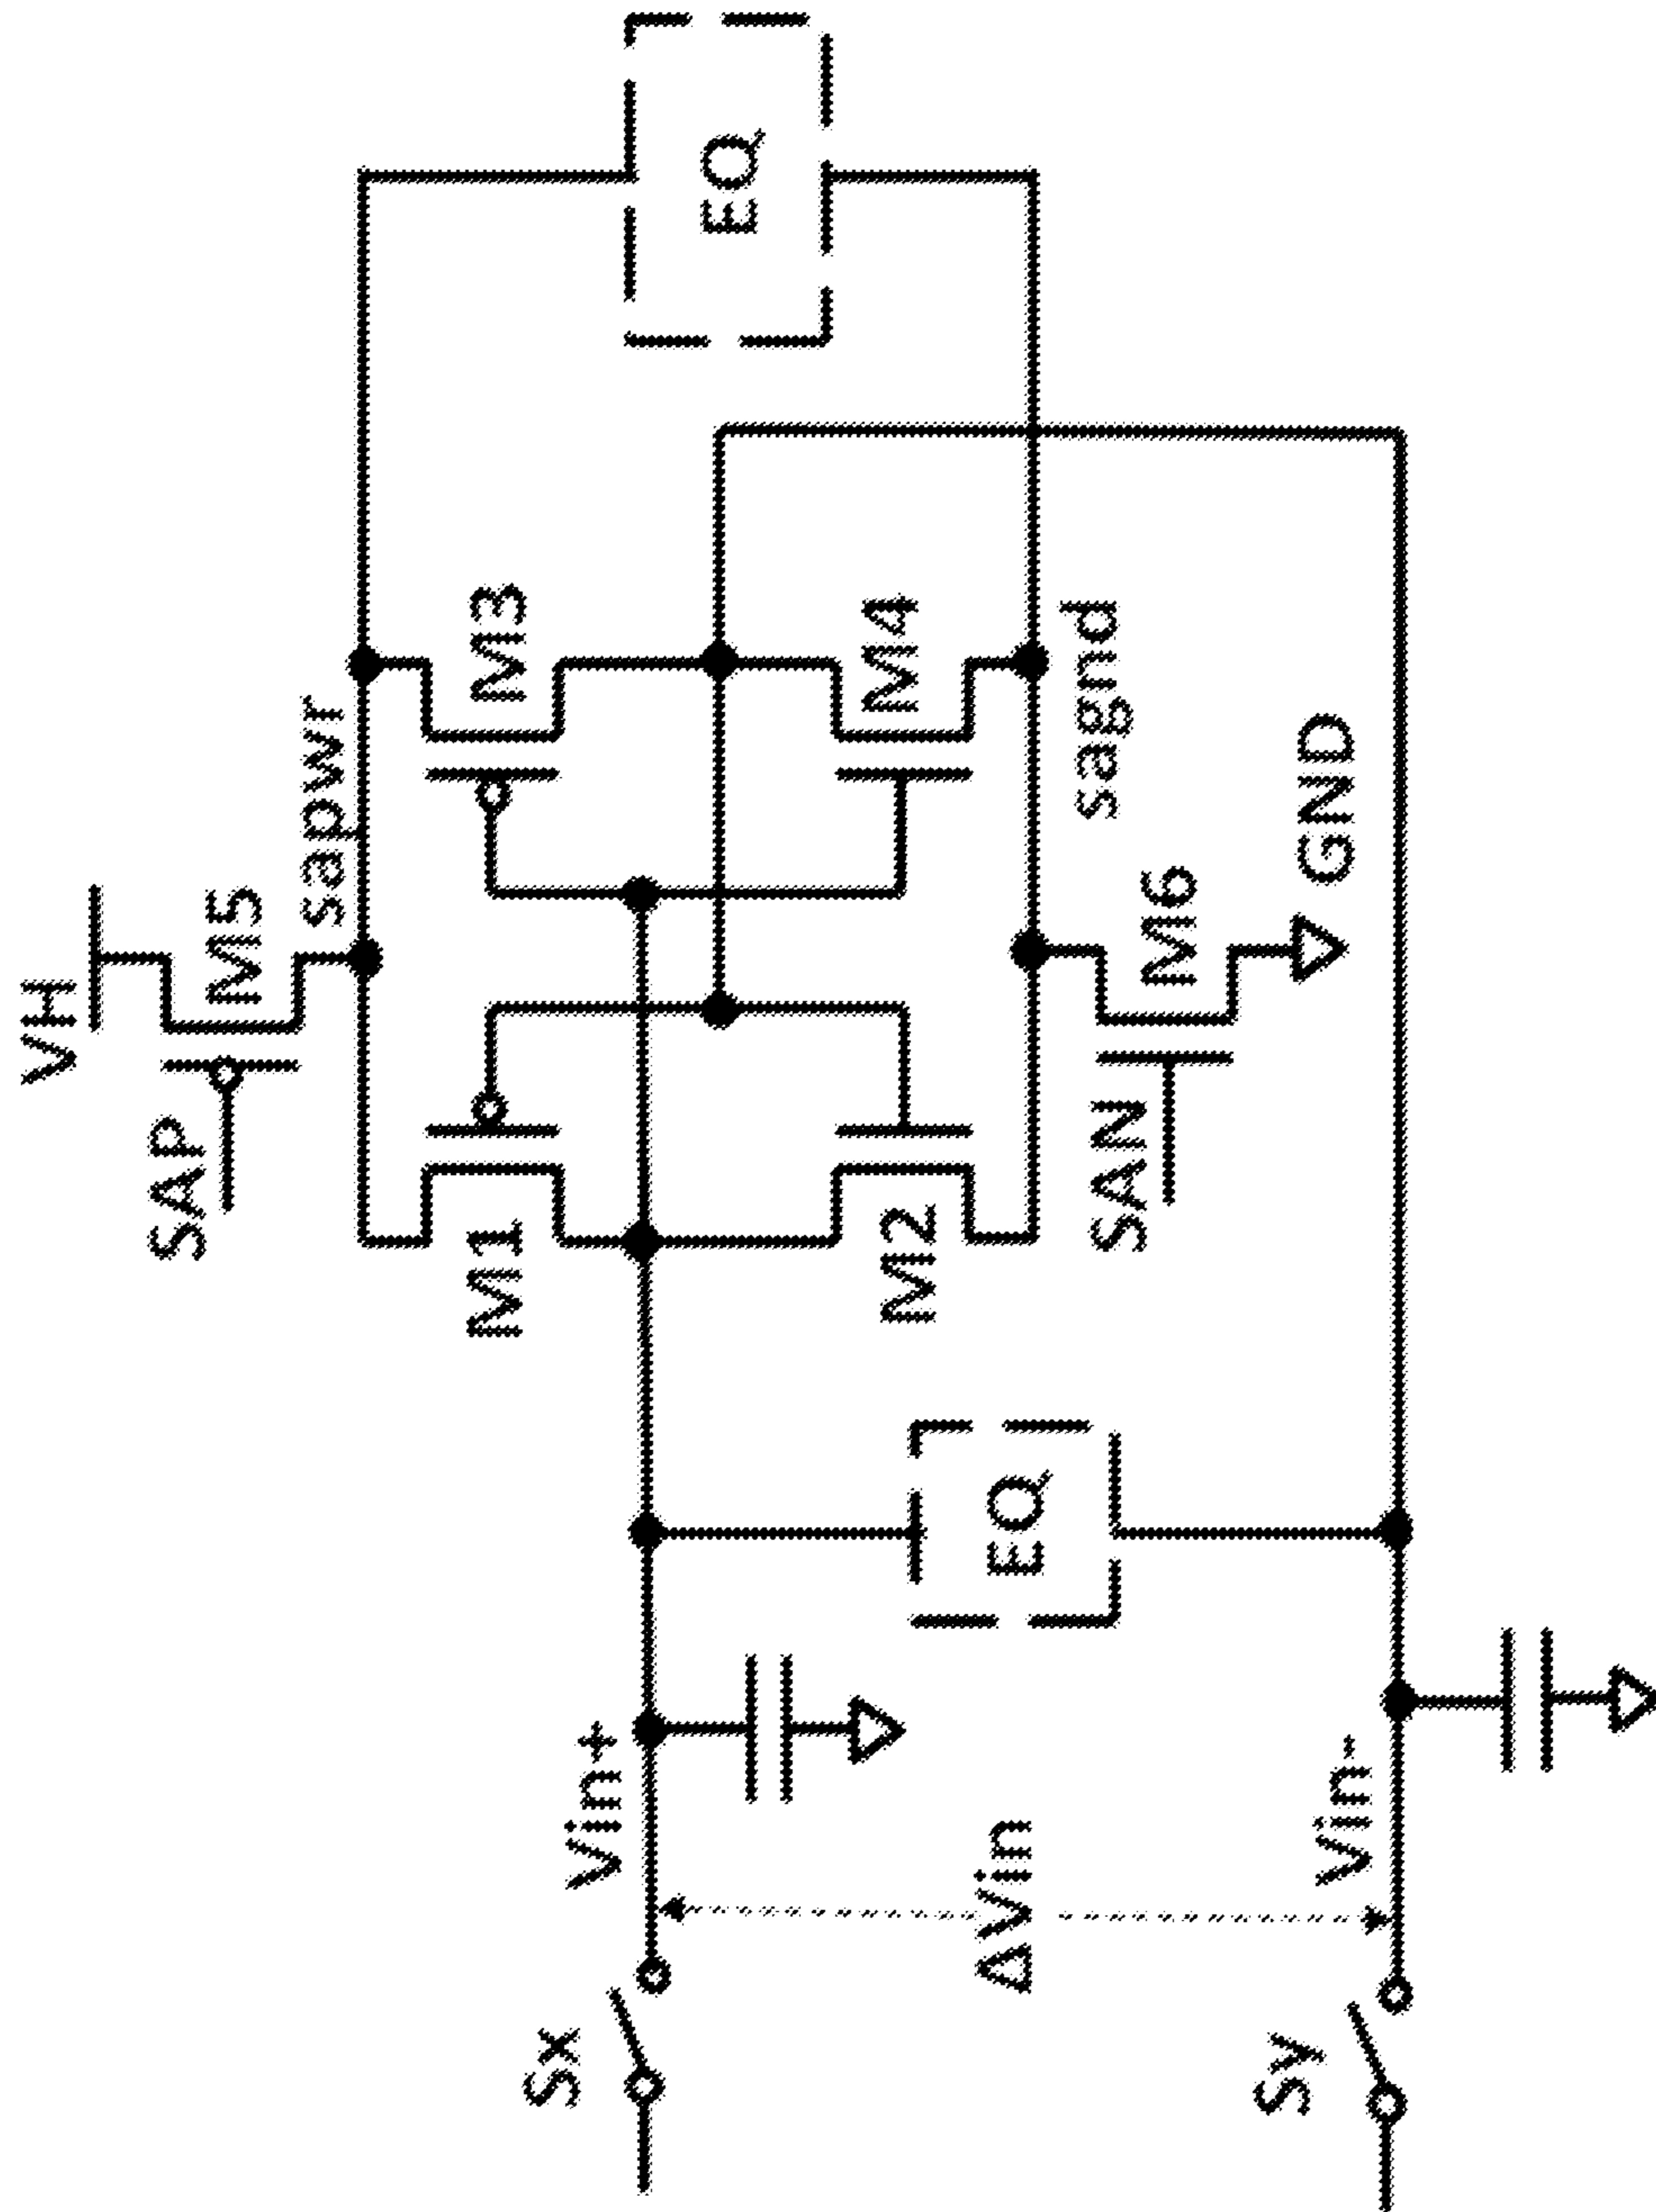 VH
SAP
M5
sapwr
M1
M3
EQ
M2
M4
sagnd
SAN
M6
GND
Sx
Vin+
EQ
ΔVin
Sy
Vin-